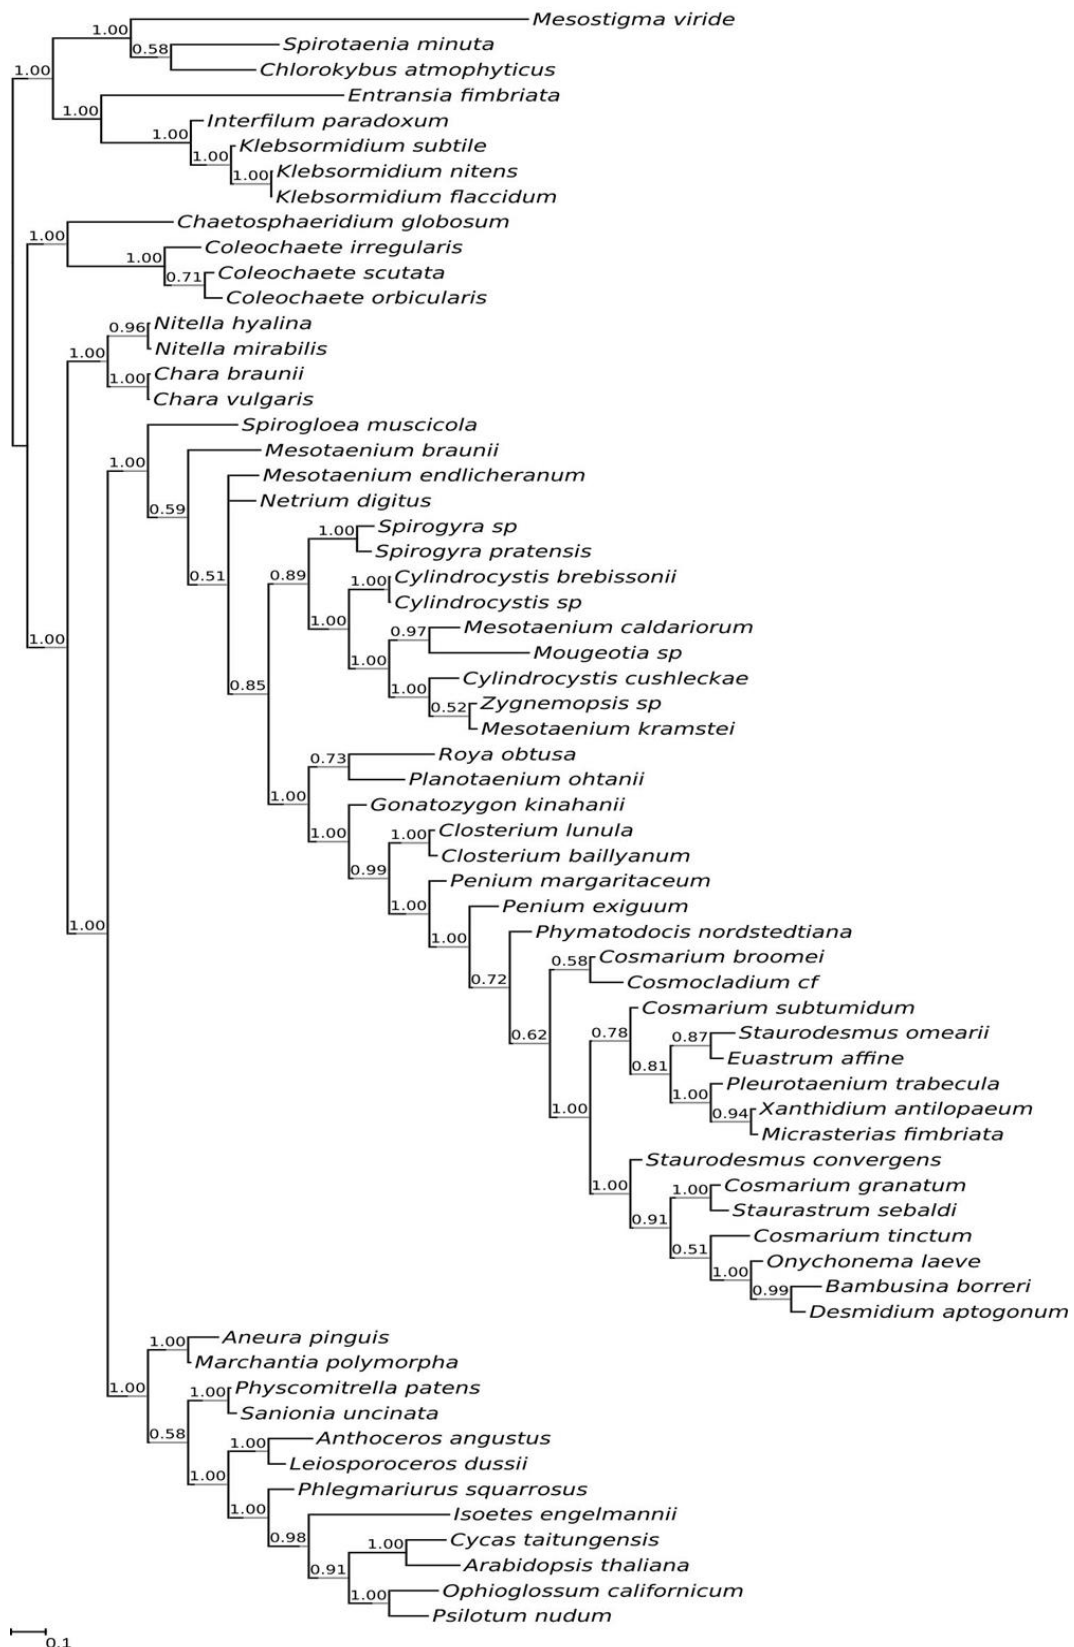 Mesostigma viride
1.00
Spirotaenia minuta
0.58
Chlorokybus atmophyticus
1.00
Entransia fimbriata
1.00
Interfilum paradoxum
1.00
Klebsormidium subtile
1.00
Klebsormidium nitens
1.00
Klebsormidium flaccidum
Chaetosphaeridium globosum
1.00
Coleochaete irregularis
1.00
Coleochaete scutata
0.71
Coleochaete orbicularis
Nitella hyalina
0.96
Nitella mirabilis
1.00
Chara braunii
1.00
Chara vulgaris
Spirogloea muscicola
Mesotaenium braunii
1.00
Mesotaenium endlicheranum
Netrium digitus
0.59
Spirogyra sp
1.00
Spirogyra pratensis
0.51
0.89
Cylindrocystis brebissonii
1.00
Cylindrocystis sp
1.00
Mesotaenium caldariorum
0.97
1.00
Mougeotia sp
1.00
Cylindrocystis cushleckae
0.85
1.00
Zygnemopsis sp
0.52
Mesotaenium kramstei
Roya obtusa
0.73
Planotaenium ohtanii
1.00
Gonatozygon kinahanii
Closterium lunula
1.00
1.00
Closterium baillyanum
0.99
Penium margaritaceum
1.00
Penium exiguum
1.00
Phymatodocis nordstedtiana
1.00
Cosmarium broomei
0.58
0.72
Cosmocladium cf
Cosmarium subtumidum
0.62
0.78
Staurodesmus omearii
0.87
Euastrum affine
0.81
Pleurotaenium trabecula
1.00
Xanthidium antilopaeum
1.00
0.94
Micrasterias fimbriata
Staurodesmus convergens
1.00
Cosmarium granatum
1.00
Staurastrum sebaldi
0.91
Cosmarium tinctum
0.51
Onychonema laeve
1.00
Bambusina borreri
0.99
Desmidium aptogonum
Aneura pinguis
1.00
Marchantia polymorpha
1.00
Physcomitrella patens
1.00
Sanionia uncinata
0.58
Anthoceros angustus
1.00
Leiosporoceros dussii
1.00
Phlegmariurus squarrosus
1.00
Isoetes engelmannii
0.98
Cycas taitungensis
1.00
Arabidopsis thaliana
0.91
Ophioglossum californicum
1.00
Psilotum nudum
0.1